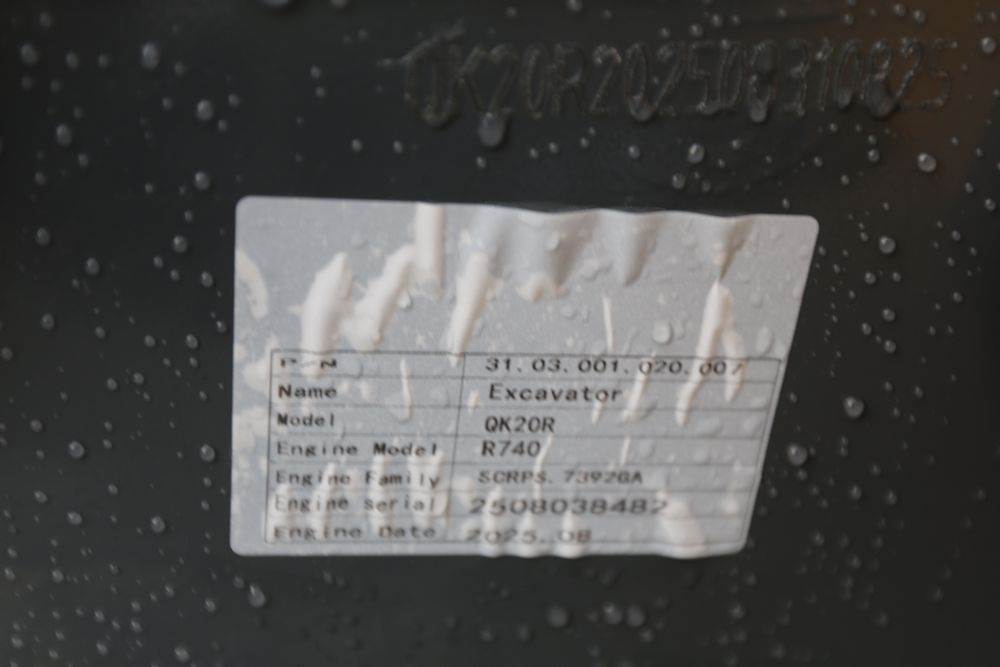 QK20R202508310825
P/N 31.03.001.020.007
Name Excavator
Model QK20R
Engine Model R740
Engine Family SCRPS.7392GA
Engine serial 2508038482
Engine Date 2025.08